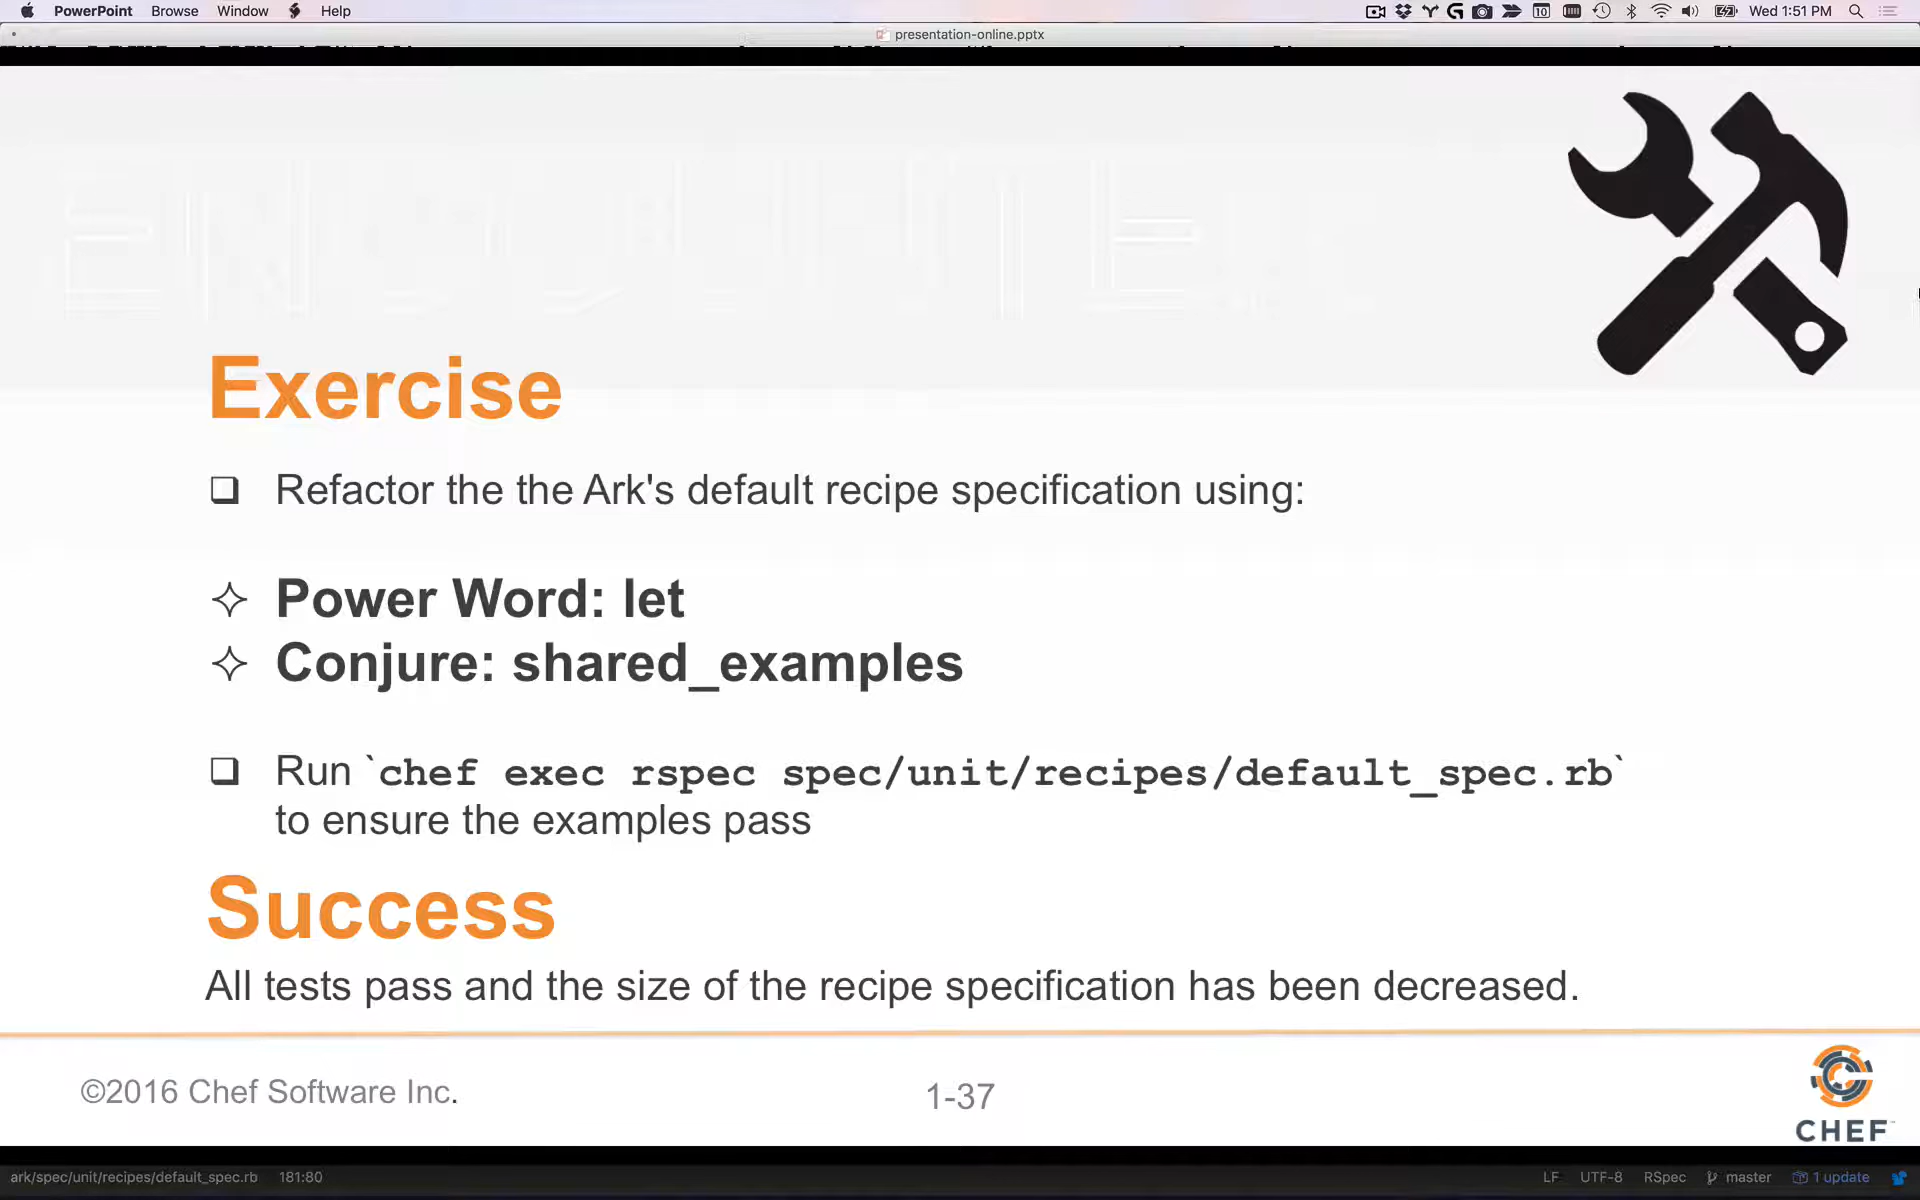 PowerPoint Browse Window Help
10 Wed 1:51 PM
presentation-online.pptx
Exercise
❑ Refactor the the Ark's default recipe specification using:
✧ Power Word: let
✧ Conjure: shared_examples
❑ Run `chef exec rspec spec/unit/recipes/default_spec.rb`
to ensure the examples pass
Success
All tests pass and the size of the recipe specification has been decreased.
©2016 Chef Software Inc.
1-37
CHEF™
ark/spec/unit/recipes/default_spec.rb 181:80
LF UTF-8 RSpec master 1 update